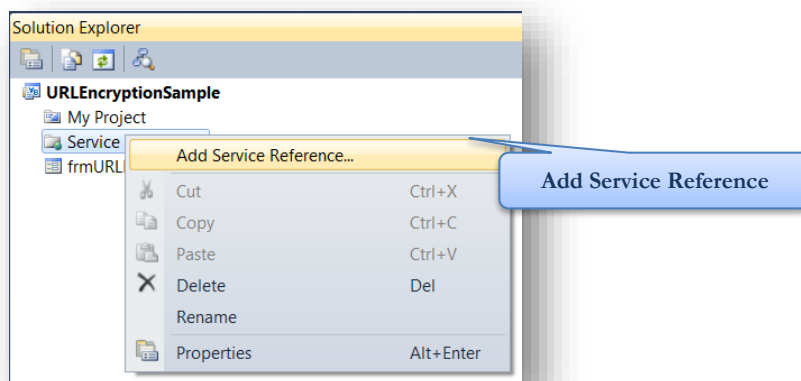 Solution Explorer
URLEncryptionSample
My Project
Service
frmURL
Add Service Reference...
Cut Ctrl+X
Copy Ctrl+C
Paste Ctrl+V
Delete Del
Rename
Properties Alt+Enter
Add Service Reference